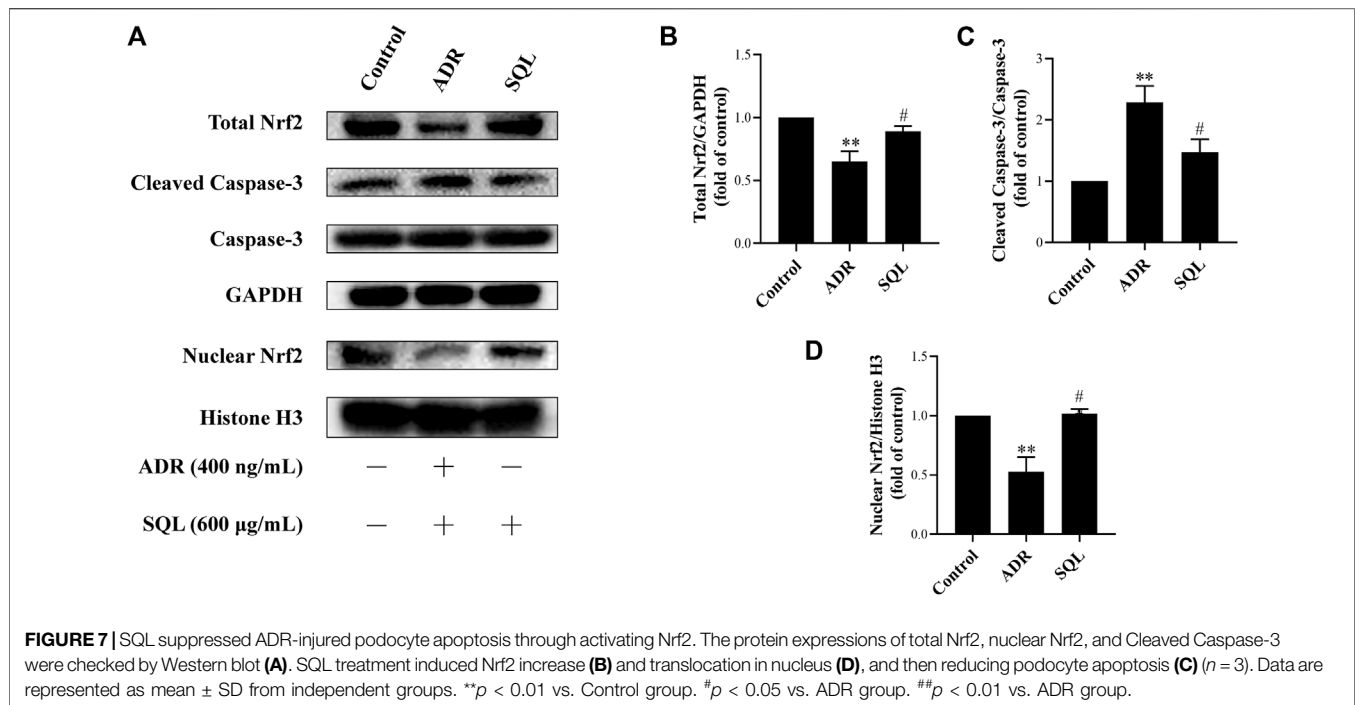 A
Control ADR SQL
Total Nrf2
Cleaved Caspase-3
Caspase-3
GAPDH
Nuclear Nrf2
Histone H3
ADR (400 ng/mL) — + —
SQL (600 μg/mL) — + +
B
Total Nrf2/GAPDH
(fold of control)
1.5
1.0
0.5
0.0
**
#
Control ADR SQL
C
Cleaved Caspase-3/Caspase-3
(fold of control)
3
2
1
0
**
#
Control ADR SQL
D
Nuclear Nrf2/Histone H3
(fold of control)
1.5
1.0
0.5
0.0
**
#
Control ADR SQL
FIGURE 7 | SQL suppressed ADR-injured podocyte apoptosis through activating Nrf2. The protein expressions of total Nrf2, nuclear Nrf2, and Cleaved Caspase-3
were checked by Western blot (A). SQL treatment induced Nrf2 increase (B) and translocation in nucleus (D), and then reducing podocyte apoptosis (C) (n = 3). Data are
represented as mean ± SD from independent groups. **p < 0.01 vs. Control group. #p < 0.05 vs. ADR group. ##p < 0.01 vs. ADR group.